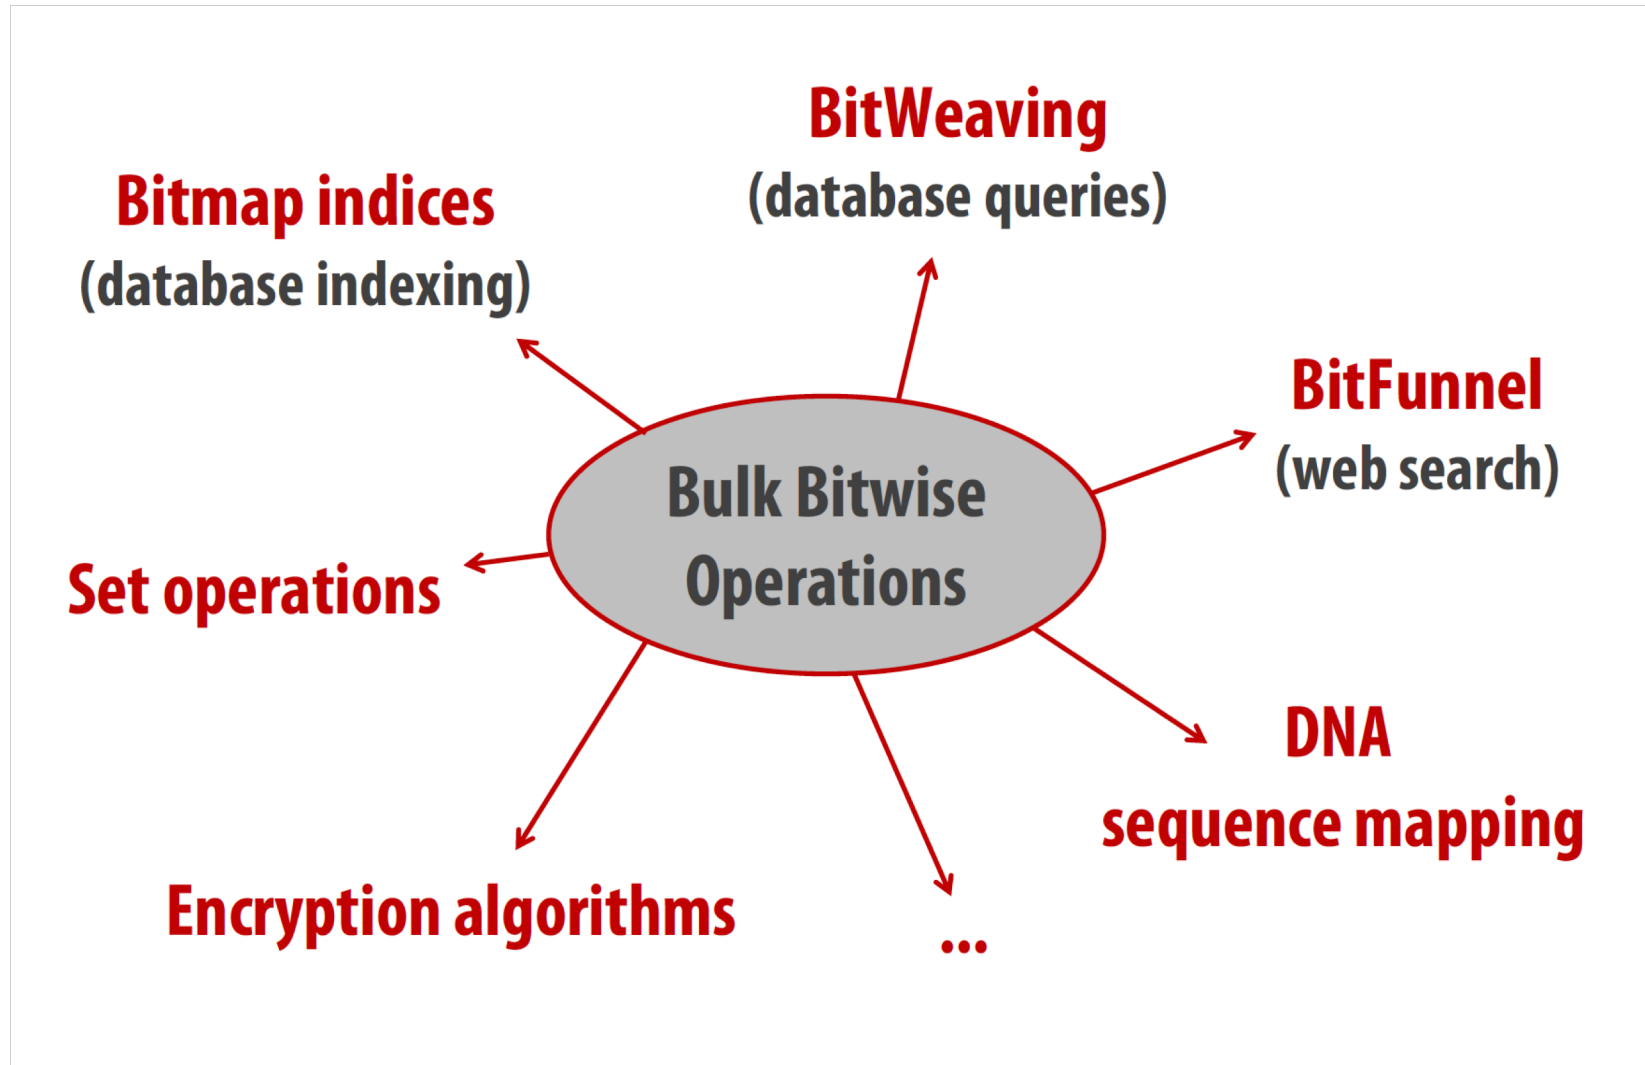 BitWeaving
(database queries)
Bitmap indices
(database indexing)
BitFunnel
(web search)
Bulk Bitwise
Operations
Set operations
DNA
sequence mapping
Encryption algorithms
...